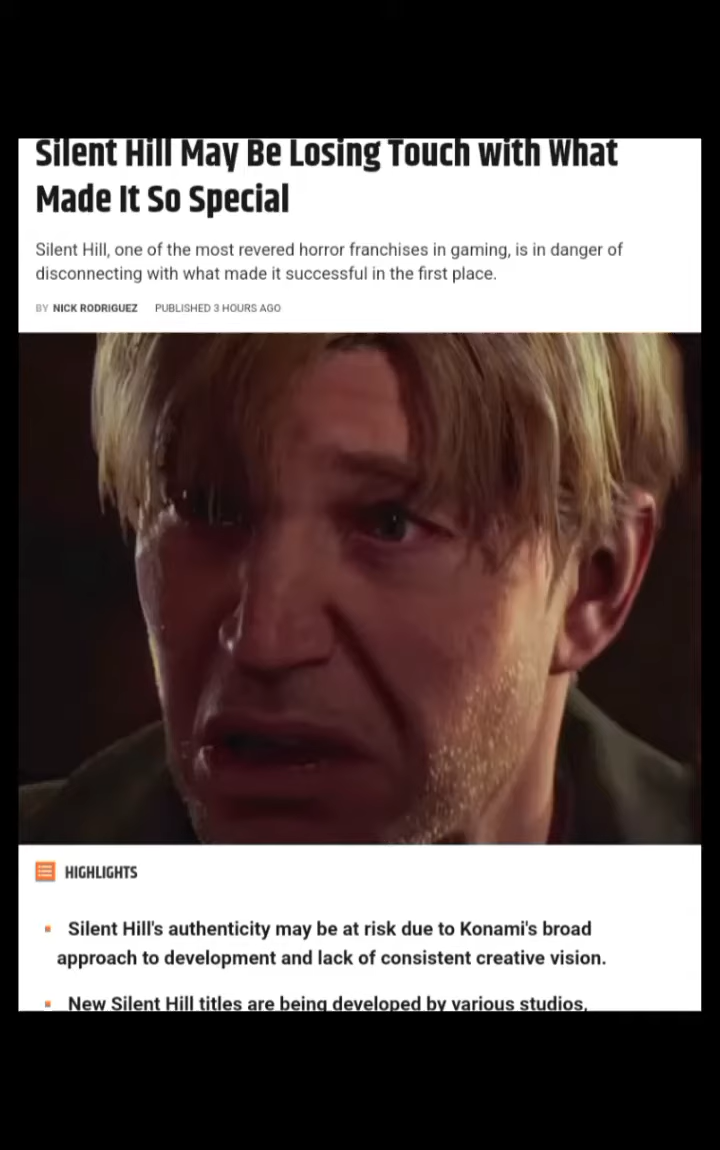 Silent Hill May Be Losing Touch with What
Made It So Special
Silent Hill, one of the most revered horror franchises in gaming, is in danger of
disconnecting with what made it successful in the first place.
BY NICK RODRIGUEZ PUBLISHED 3 HOURS AGO
HIGHLIGHTS
Silent Hill's authenticity may be at risk due to Konami's broad
approach to development and lack of consistent creative vision.
New Silent Hill titles are being developed by various studios,